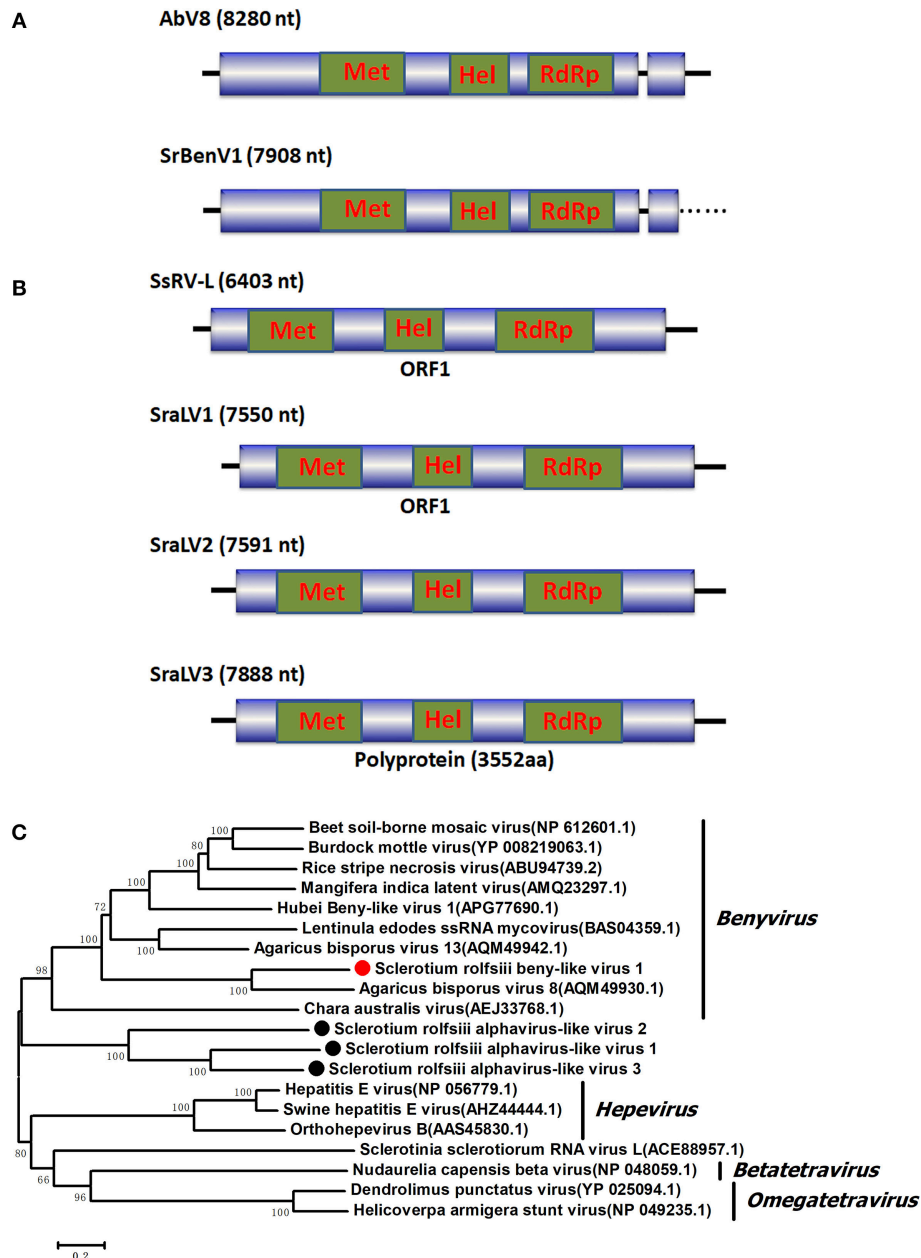 A
AbV8 (8280 nt)
Met Hel RdRp
SrBenV1 (7908 nt)
Met Hel RdRp
B
SsRV-L (6403 nt)
Met Hel RdRp
ORF1
SraLV1 (7550 nt)
Met Hel RdRp
ORF1
SraLV2 (7591 nt)
Met Hel RdRp
SraLV3 (7888 nt)
Met Hel RdRp
Polyprotein (3552aa)
C
100 Beet soil-borne mosaic virus(NP 612601.1)
80 Burdock mottle virus(YP 008219063.1)
100 Rice stripe necrosis virus(ABU94739.2)
100 Mangifera indica latent virus(AMQ23297.1)
72 Hubei Beny-like virus 1(APG77690.1)
Benyvirus
Lentinula edodes ssRNA mycovirus(BAS04359.1)
100 100 Agaricus bisporus virus 13(AQM49942.1)
98 Sclerotium rolfsiii beny-like virus 1
100 Agaricus bisporus virus 8(AQM49930.1)
Chara australis virus(AEJ33768.1)
Sclerotium rolfsiii alphavirus-like virus 2
100 Sclerotium rolfsiii alphavirus-like virus 1
100 Sclerotium rolfsiii alphavirus-like virus 3
100 Hepatitis E virus(NP 056779.1)
100 Swine hepatitis E virus(AHZ44444.1)
Hepevirus
Orthohepevirus B(AAS45830.1)
80 Sclerotinia sclerotiorum RNA virus L(ACE88957.1)
66 Nudaurelia capensis beta virus(NP 048059.1)
Betatetravirus
96 Dendrolimus punctatus virus(YP 025094.1)
Omegatetravirus
100 Helicoverpa armigera stunt virus(NP 049235.1)
0.2